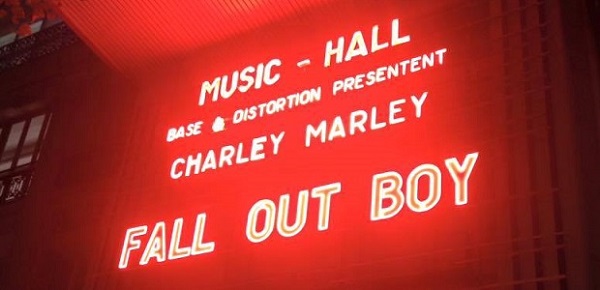 MUSIC - HALL
BASE & DISTORTION PRESENTENT
CHARLEY MARLEY
FALL OUT BOY